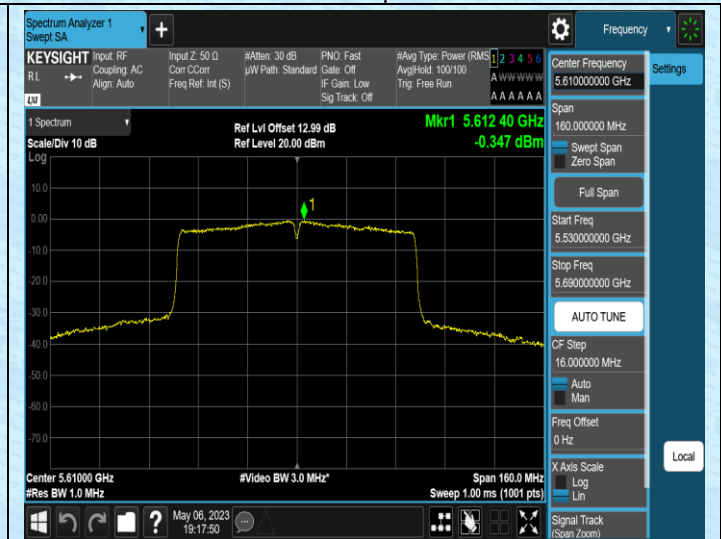 Spectrum Analyzer 1
Swept SA
+
Frequency
KEYSIGHT
RL
LXI
Input: RF
Coupling: AC
Align: Auto
Input Z: 50 Ω
Corr CCorr
Freq Ref: Int (S)
#Atten: 30 dB
µW Path: Standard
PNO: Fast
Gate: Off
IF Gain: Low
Sig Track: Off
#Avg Type: Power (RMS
Avg|Hold: 100/100
Trig: Free Run
1 2 3 4 5 6
A W W W W W
A A A A A A
1 Spectrum
Scale/Div 10 dB
Log
Ref Lvl Offset 12.99 dB
Ref Level 20.00 dBm
Mkr1 5.612 40 GHz
-0.347 dBm
10.0
0.00
-10.0
-20.0
-30.0
-40.0
-50.0
-60.0
-70.0
1
Center 5.61000 GHz
#Res BW 1.0 MHz
#Video BW 3.0 MHz*
Span 160.0 MHz
Sweep 1.00 ms (1001 pts)
?
May 06, 2023
19:17:50
Center Frequency
5.610000000 GHz
Span
160.000000 MHz
Swept Span
Zero Span
Full Span
Start Freq
5.530000000 GHz
Stop Freq
5.690000000 GHz
AUTO TUNE
CF Step
16.000000 MHz
Auto
Man
Freq Offset
0 Hz
X Axis Scale
Log
Lin
Signal Track
(Span Zoom)
Settings
Local